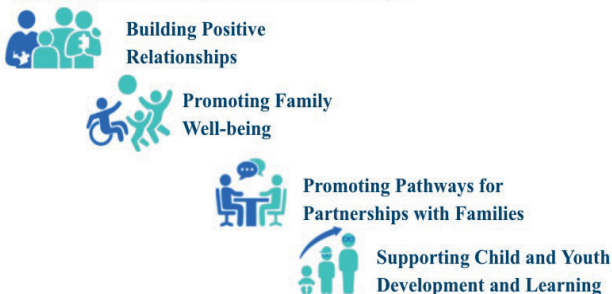 Building Positive
Relationships
Promoting Family
Well-being
Promoting Pathways for
Partnerships with Families
Supporting Child and Youth
Development and Learning